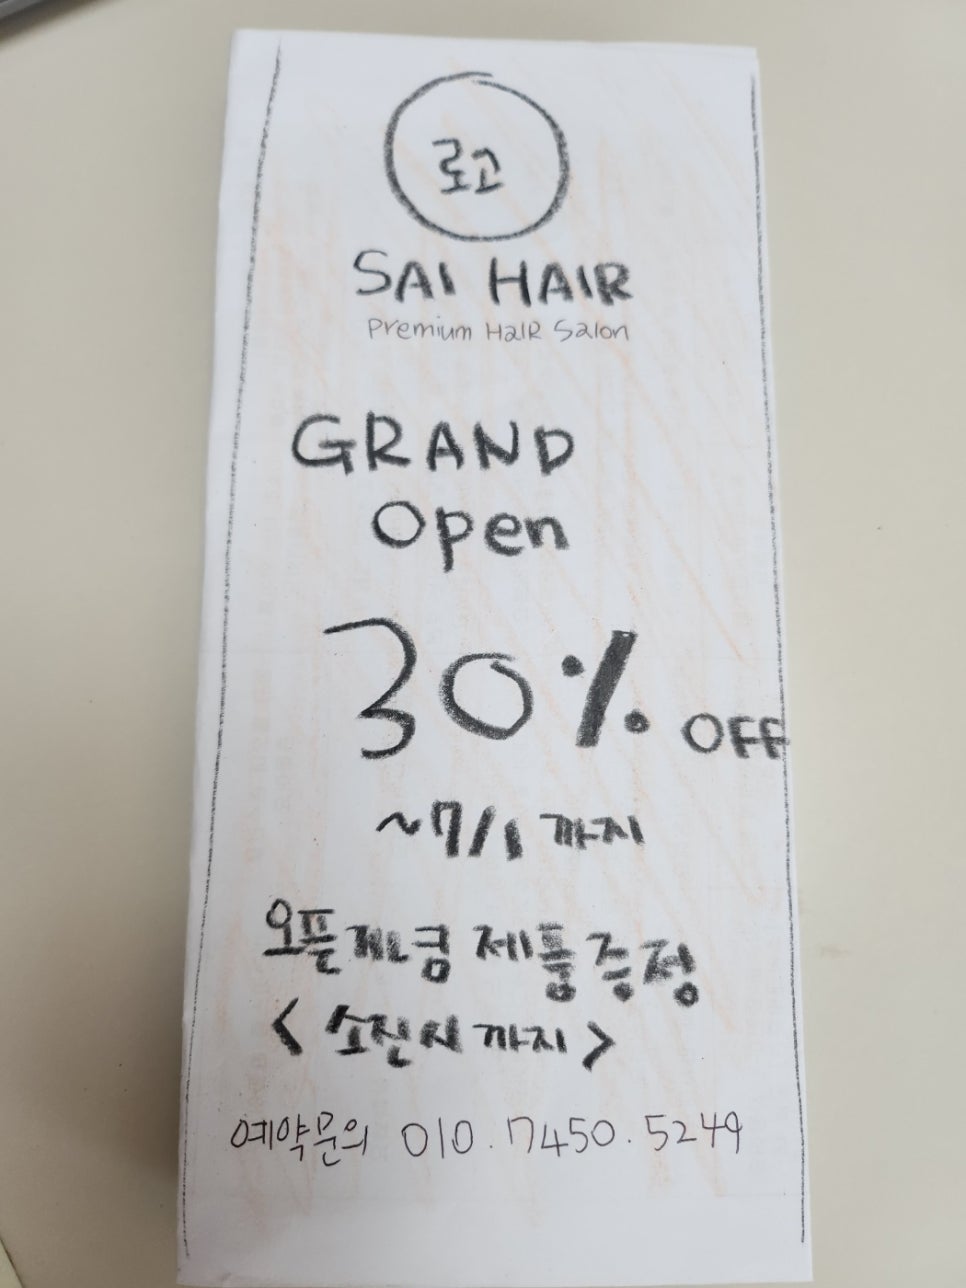 로고
SAI HAIR
Premium HaIR Salon
GRAND
Open
30% OFF
~7/1 까지
오픈기념 제품증정
<소진시 까지>
예약문의 010.7450.5249